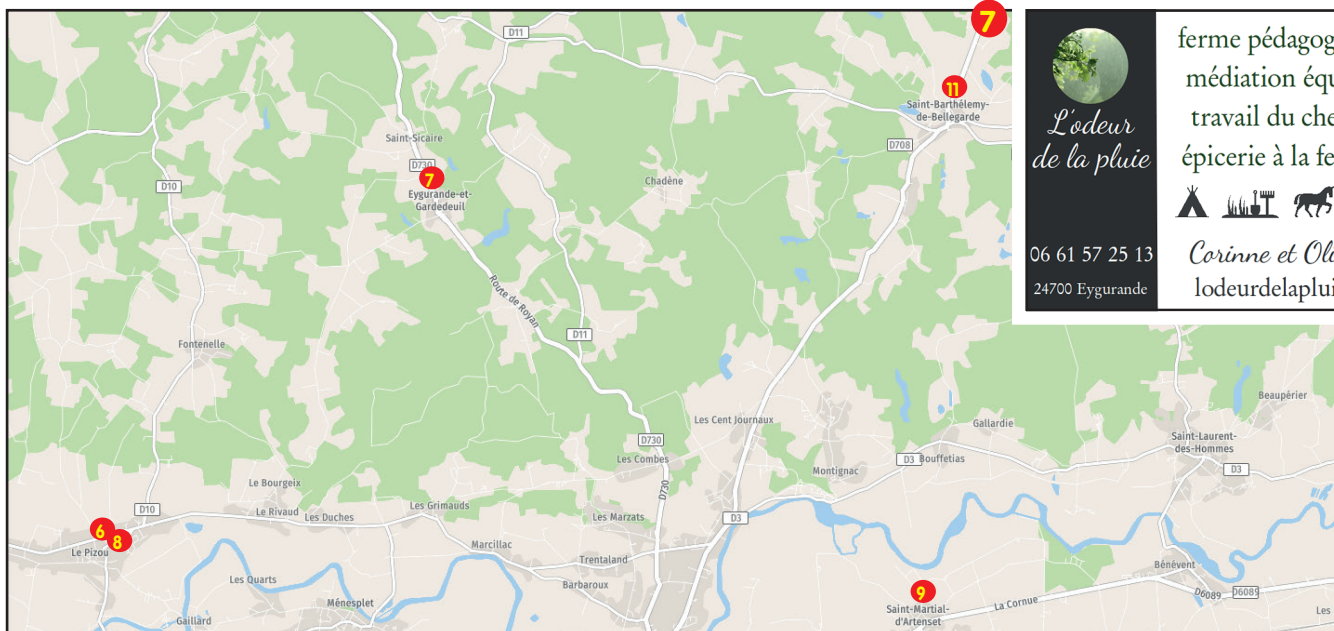 7
D11
11
Saint-Barthélemy-
de-Bellegarde
Saint-Sicaire
D708
D730
7
Eygurande-et-
Gardedeuil
D10
Chadène
Route de Royan
D11
Fontenelle
Beaupérier
D730
Les Combes
Les Cent Journaux
Gallardie
Saint-Laurent-
des-Hommes
D3
Bouffetias
D3
Montignac
Le Bourgeix
D730
D10
Le Rivaud
Les Duches
Les Grimauds
Les Marzats
D3
6
8
Le Pizou
Marcillac
Trentaland
Bénévent
Les Quarts
Barbaroux
9
D6089
D6089
Ménesplet
Saint-Martial-
d'Artenset
La Cornue
Les
Gaillard
L'odeur
de la pluie
06 61 57 25 13
24700 Eygurande
ferme pédagog
médiation équ
travail du che
épicerie à la fe
Corinne et Oli
lodeurdelaplui